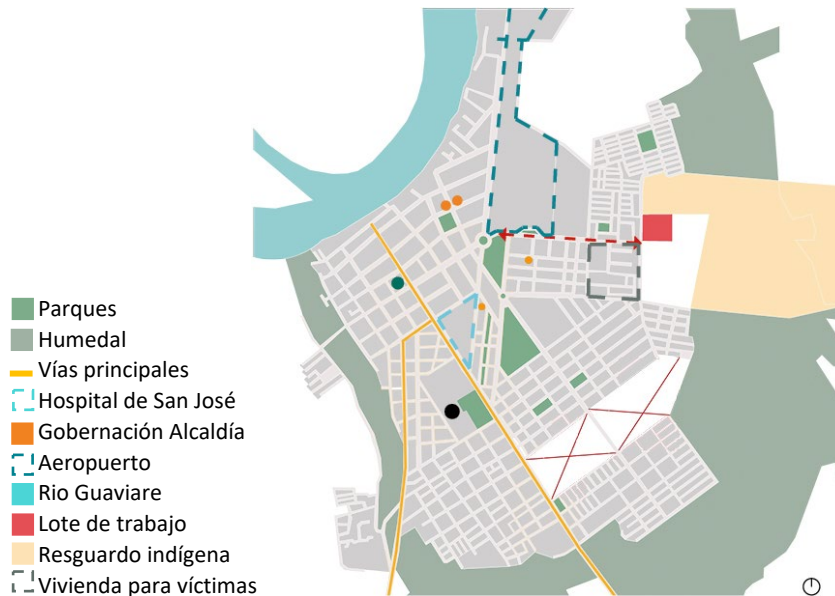 Parques
Humedal
Vías principales
Hospital de San José
Gobernación Alcaldía
Aeropuerto
Rio Guaviare
Lote de trabajo
Resguardo indígena
Vivienda para víctimas